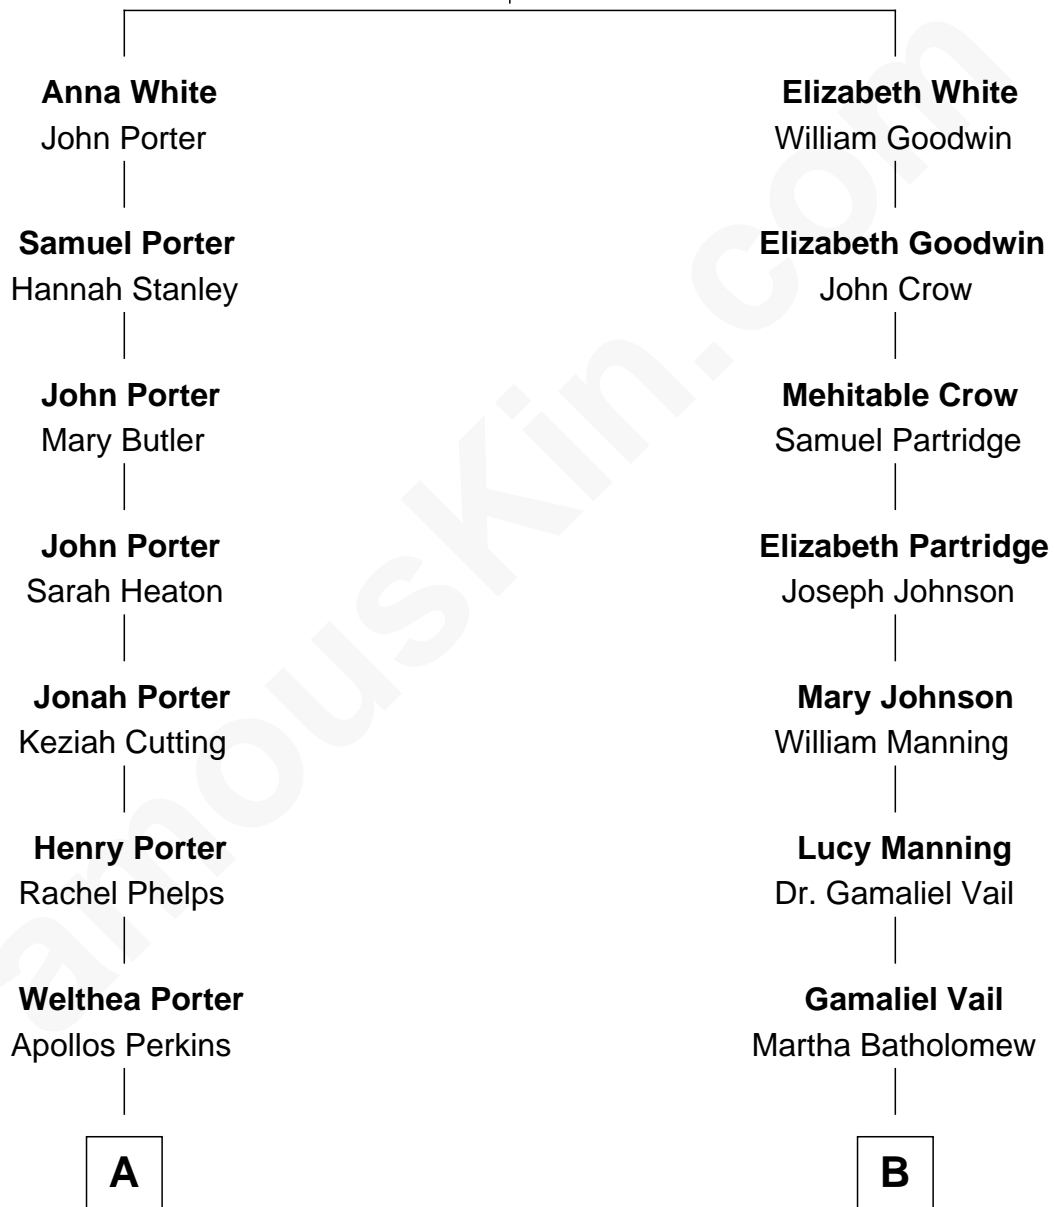 Anna White
John Porter
Samuel Porter
Hannah Stanley
John Porter
Mary Butler
John Porter
Sarah Heaton
Jonah Porter
Keziah Cutting
Henry Porter
Rachel Phelps
Welthea Porter
Apollos Perkins
A
Elizabeth White
William Goodwin
Elizabeth Goodwin
John Crow
Mehitable Crow
Samuel Partridge
Elizabeth Partridge
Joseph Johnson
Mary Johnson
William Manning
Lucy Manning
Dr. Gamaliel Vail
Gamaliel Vail
Martha Batholomew
B
amousKin.com